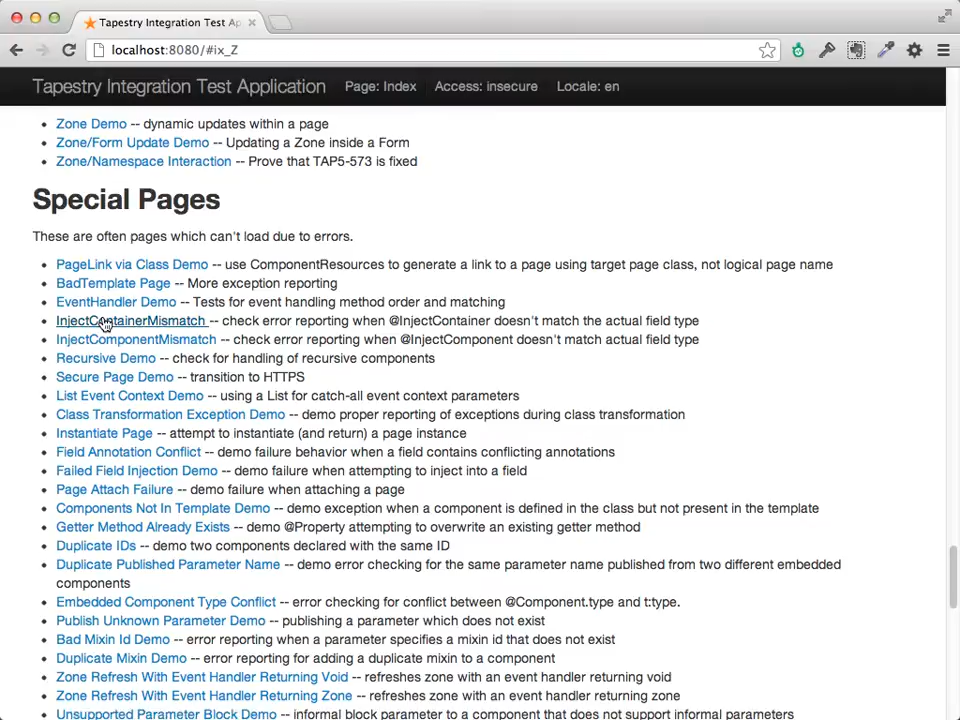 Tapestry Integration Test Ap
localhost:8080/#ix_Z
Tapestry Integration Test Application Page: Index Access: insecure Locale: en
Zone Demo -- dynamic updates within a page
Zone/Form Update Demo -- Updating a Zone inside a Form
Zone/Namespace Interaction -- Prove that TAP5-573 is fixed
Special Pages
These are often pages which can't load due to errors.
PageLink via Class Demo -- use ComponentResources to generate a link to a page using target page class, not logical page name
BadTemplate Page -- More exception reporting
EventHandler Demo -- Tests for event handling method order and matching
InjectContainerMismatch -- check error reporting when @InjectContainer doesn't match the actual field type
InjectComponentMismatch -- check error reporting when @InjectComponent doesn't match actual field type
Recursive Demo -- check for handling of recursive components
Secure Page Demo -- transition to HTTPS
List Event Context Demo -- using a List for catch-all event context parameters
Class Transformation Exception Demo -- demo proper reporting of exceptions during class transformation
Instantiate Page -- attempt to instantiate (and return) a page instance
Field Annotation Conflict -- demo failure behavior when a field contains conflicting annotations
Failed Field Injection Demo -- demo failure when attempting to inject into a field
Page Attach Failure -- demo failure when attaching a page
Components Not In Template Demo -- demo exception when a component is defined in the class but not present in the template
Getter Method Already Exists -- demo @Property attempting to overwrite an existing getter method
Duplicate IDs -- demo two components declared with the same ID
Duplicate Published Parameter Name -- demo error checking for the same parameter name published from two different embedded
components
Embedded Component Type Conflict -- error checking for conflict between @Component.type and t:type.
Publish Unknown Parameter Demo -- publishing a parameter which does not exist
Bad Mixin Id Demo -- error reporting when a parameter specifies a mixin id that does not exist
Duplicate Mixin Demo -- error reporting for adding a duplicate mixin to a component
Zone Refresh With Event Handler Returning Void -- refreshes zone with an event handler returning void
Zone Refresh With Event Handler Returning Zone -- refreshes zone with an event handler returning zone
Unsupported Parameter Block Demo -- informal block parameter to a component that does not support informal parameters